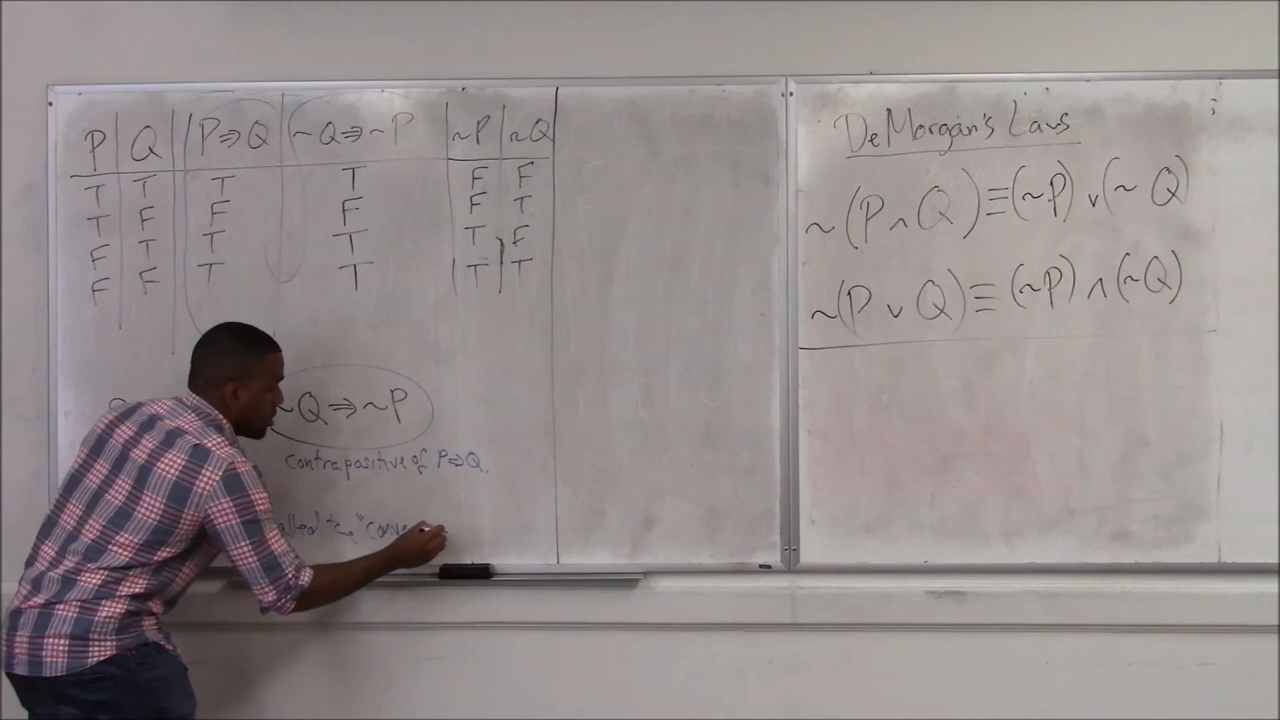 P Q P⇒Q ~Q⇒~P ~P ~Q
T T T T F F
T F F F F T
F T T T T F
F F T T T T
~Q⇒~P
contrapositive of P⇒Q.
DeMorgan's Laws
~(P ∧ Q) ≡ (~P) ∨ (~Q)
~(P ∨ Q) ≡ (~P) ∧ (~Q)